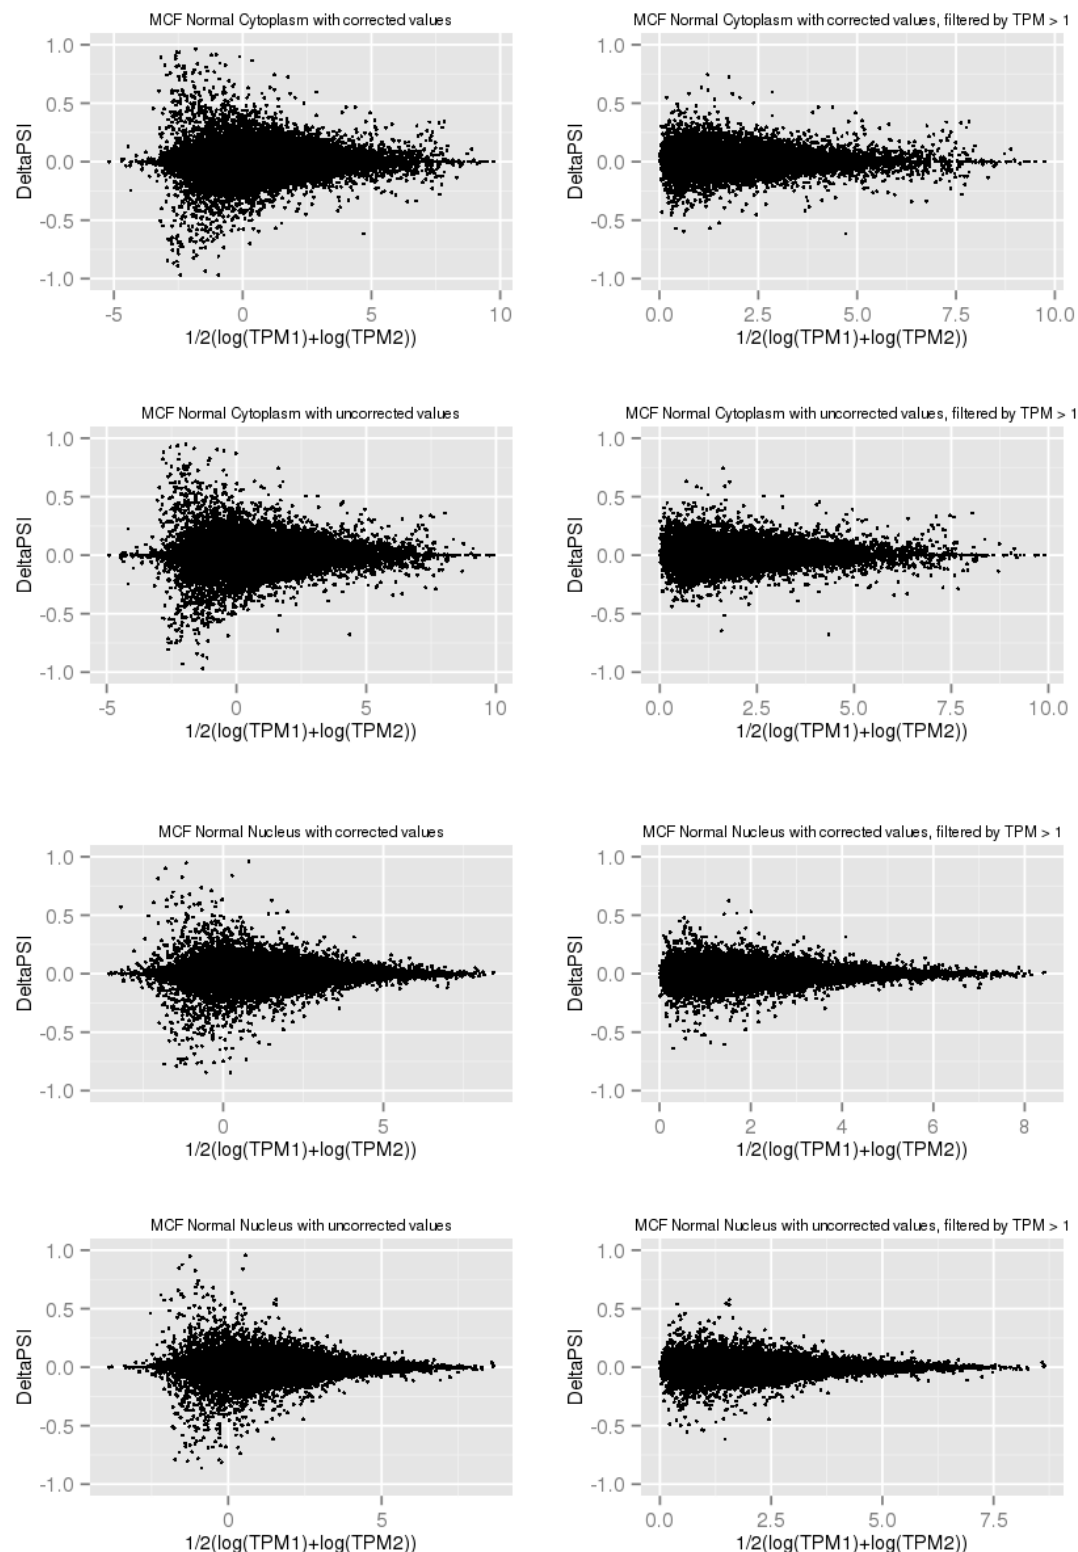 MCF Normal Cytoplasm with corrected values
DeltaPSI
1.0
0.5
0.0
-0.5
-1.0
-5 0 5 10
1/2(log(TPM1)+log(TPM2))
MCF Normal Cytoplasm with corrected values, filtered by TPM > 1
DeltaPSI
1.0
0.5
0.0
-0.5
-1.0
0.0 2.5 5.0 7.5 10.0
1/2(log(TPM1)+log(TPM2))
MCF Normal Cytoplasm with uncorrected values
DeltaPSI
1.0
0.5
0.0
-0.5
-1.0
-5 0 5 10
1/2(log(TPM1)+log(TPM2))
MCF Normal Cytoplasm with uncorrected values, filtered by TPM > 1
DeltaPSI
1.0
0.5
0.0
-0.5
-1.0
0.0 2.5 5.0 7.5 10.0
1/2(log(TPM1)+log(TPM2))
MCF Normal Nucleus with corrected values
DeltaPSI
1.0
0.5
0.0
-0.5
-1.0
0 5
1/2(log(TPM1)+log(TPM2))
MCF Normal Nucleus with corrected values, filtered by TPM > 1
DeltaPSI
1.0
0.5
0.0
-0.5
-1.0
0 2 4 6 8
1/2(log(TPM1)+log(TPM2))
MCF Normal Nucleus with uncorrected values
DeltaPSI
1.0
0.5
0.0
-0.5
-1.0
0 5
1/2(log(TPM1)+log(TPM2))
MCF Normal Nucleus with uncorrected values, filtered by TPM > 1
DeltaPSI
1.0
0.5
0.0
-0.5
-1.0
0.0 2.5 5.0 7.5
1/2(log(TPM1)+log(TPM2))